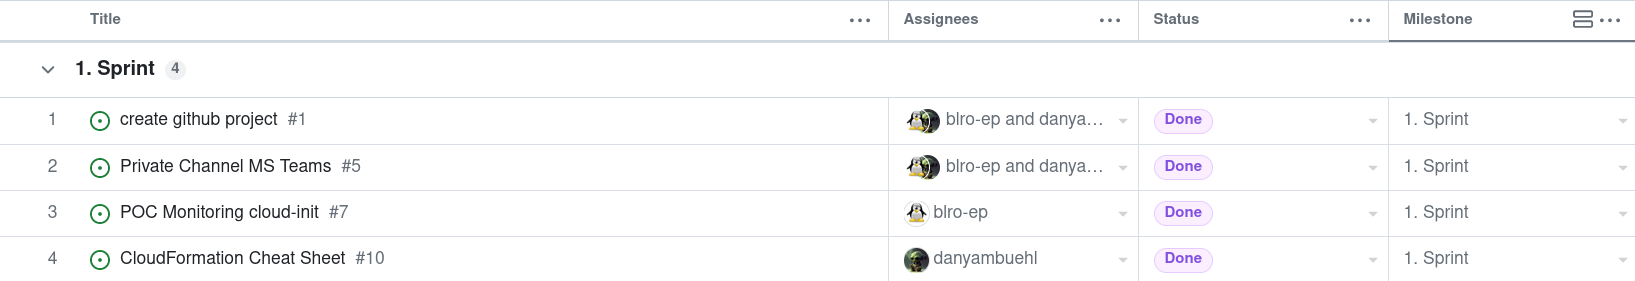 Title Assignees Status Milestone
1. Sprint 4
1 create github project #1 blro-ep and danya... Done 1. Sprint
2 Private Channel MS Teams #5 blro-ep and danya... Done 1. Sprint
3 POC Monitoring cloud-init #7 blro-ep Done 1. Sprint
4 CloudFormation Cheat Sheet #10 danyambuehl Done 1. Sprint